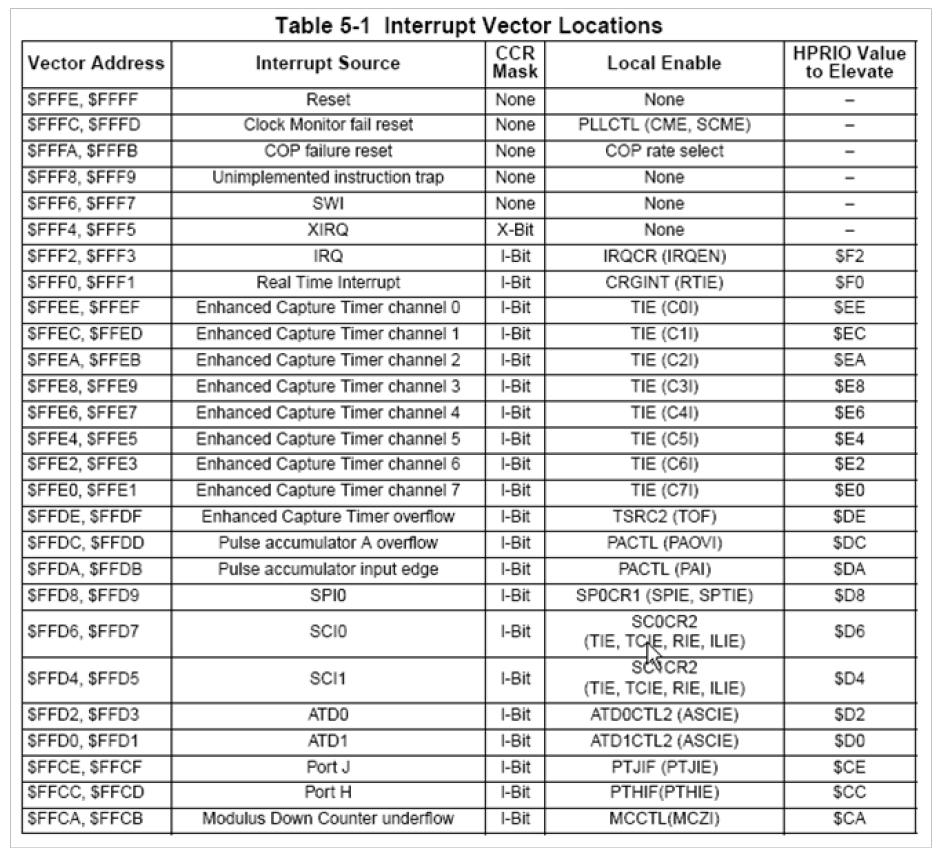 Table 5-1 Interrupt Vector Locations
Vector Address Interrupt Source CCR Mask Local Enable HPRIO Value to Elevate
$FFFE, $FFFF Reset None None –
$FFFC, $FFFD Clock Monitor fail reset None PLLCTL (CME, SCME) –
$FFFA, $FFFB COP failure reset None COP rate select –
$FFF8, $FFF9 Unimplemented instruction trap None None –
$FFF6, $FFF7 SWI None None –
$FFF4, $FFF5 XIRQ X-Bit None –
$FFF2, $FFF3 IRQ I-Bit IRQCR (IRQEN) $F2
$FFF0, $FFF1 Real Time Interrupt I-Bit CRGINT (RTIE) $F0
$FFEE, $FFEF Enhanced Capture Timer channel 0 I-Bit TIE (C0I) $EE
$FFEC, $FFED Enhanced Capture Timer channel 1 I-Bit TIE (C1I) $EC
$FFEA, $FFEB Enhanced Capture Timer channel 2 I-Bit TIE (C2I) $EA
$FFE8, $FFE9 Enhanced Capture Timer channel 3 I-Bit TIE (C3I) $E8
$FFE6, $FFE7 Enhanced Capture Timer channel 4 I-Bit TIE (C4I) $E6
$FFE4, $FFE5 Enhanced Capture Timer channel 5 I-Bit TIE (C5I) $E4
$FFE2, $FFE3 Enhanced Capture Timer channel 6 I-Bit TIE (C6I) $E2
$FFE0, $FFE1 Enhanced Capture Timer channel 7 I-Bit TIE (C7I) $E0
$FFDE, $FFDF Enhanced Capture Timer overflow I-Bit TSRC2 (TOF) $DE
$FFDC, $FFDD Pulse accumulator A overflow I-Bit PACTL (PAOVI) $DC
$FFDA, $FFDB Pulse accumulator input edge I-Bit PACTL (PAI) $DA
$FFD8, $FFD9 SPI0 I-Bit SP0CR1 (SPIE, SPTIE) $D8
$FFD6, $FFD7 SCI0 I-Bit SC0CR2 (TIE, TCIE, RIE, ILIE) $D6
$FFD4, $FFD5 SCI1 I-Bit SC1CR2 (TIE, TCIE, RIE, ILIE) $D4
$FFD2, $FFD3 ATD0 I-Bit ATD0CTL2 (ASCIE) $D2
$FFD0, $FFD1 ATD1 I-Bit ATD1CTL2 (ASCIE) $D0
$FFCE, $FFCF Port J I-Bit PTJIF (PTJIE) $CE
$FFCC, $FFCD Port H I-Bit PTHIF(PTHIE) $CC
$FFCA, $FFCB Modulus Down Counter underflow I-Bit MCCTL(MCZI) $CA